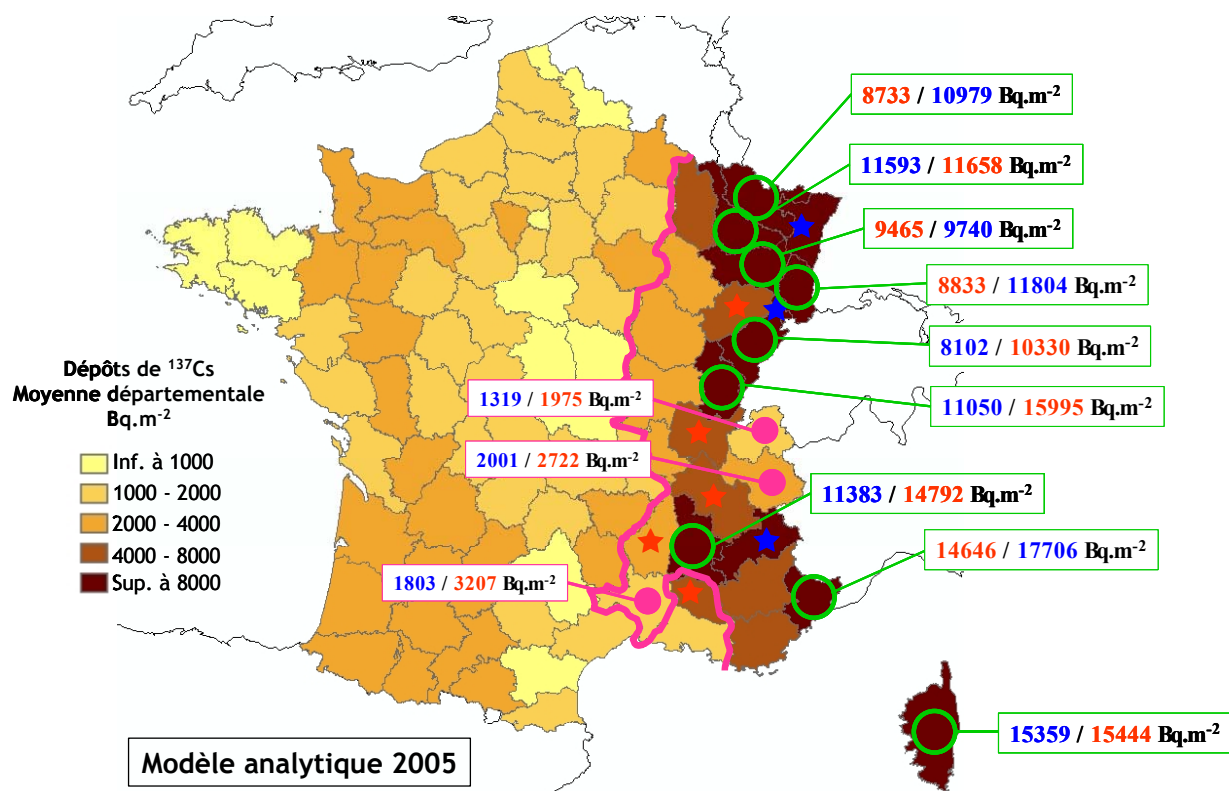 8733 / 10979 Bq.m⁻²
11593 / 11658 Bq.m⁻²
9465 / 9740 Bq.m⁻²
8833 / 11804 Bq.m⁻²
8102 / 10330 Bq.m⁻²
11050 / 15995 Bq.m⁻²
1319 / 1975 Bq.m⁻²
2001 / 2722 Bq.m⁻²
11383 / 14792 Bq.m⁻²
14646 / 17706 Bq.m⁻²
1803 / 3207 Bq.m⁻²
15359 / 15444 Bq.m⁻²
Dépôts de ¹³⁷Cs
Moyenne départementale
Bq.m⁻²
Inf. à 1000
1000 - 2000
2000 - 4000
4000 - 8000
Sup. à 8000
Modèle analytique 2005